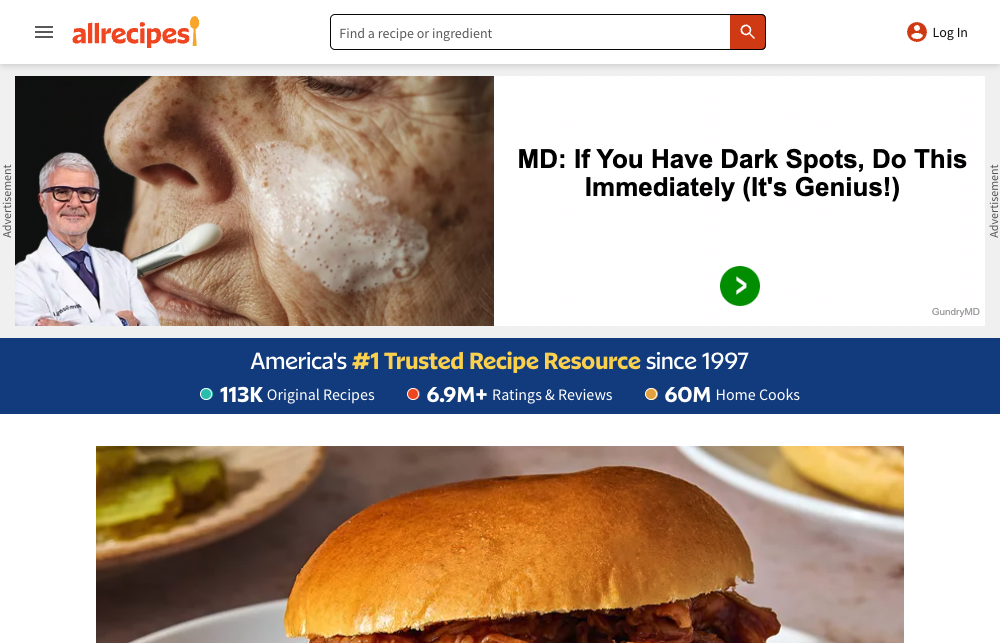 allrecipes
Find a recipe or ingredient
Log In
Advertisement
MD: If You Have Dark Spots, Do This
Immediately (It's Genius!)
GundryMD
Advertisement
America's #1 Trusted Recipe Resource since 1997
113K Original Recipes 6.9M+ Ratings & Reviews 60M Home Cooks